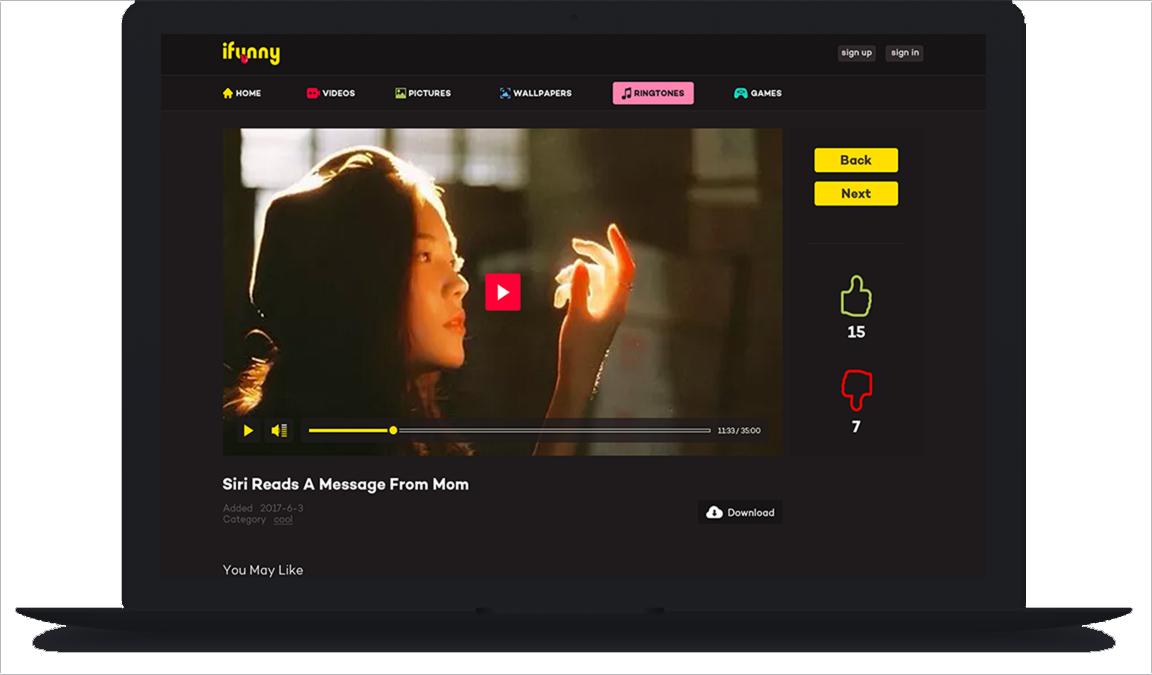 ifunny
sign up
sign in
HOME
VIDEOS
PICTURES
WALLPAPERS
RINGTONES
GAMES
Back
Next
15
7
11:33 / 35:00
Siri Reads A Message From Mom
Added 2017-6-3
Category cool
Download
You May Like